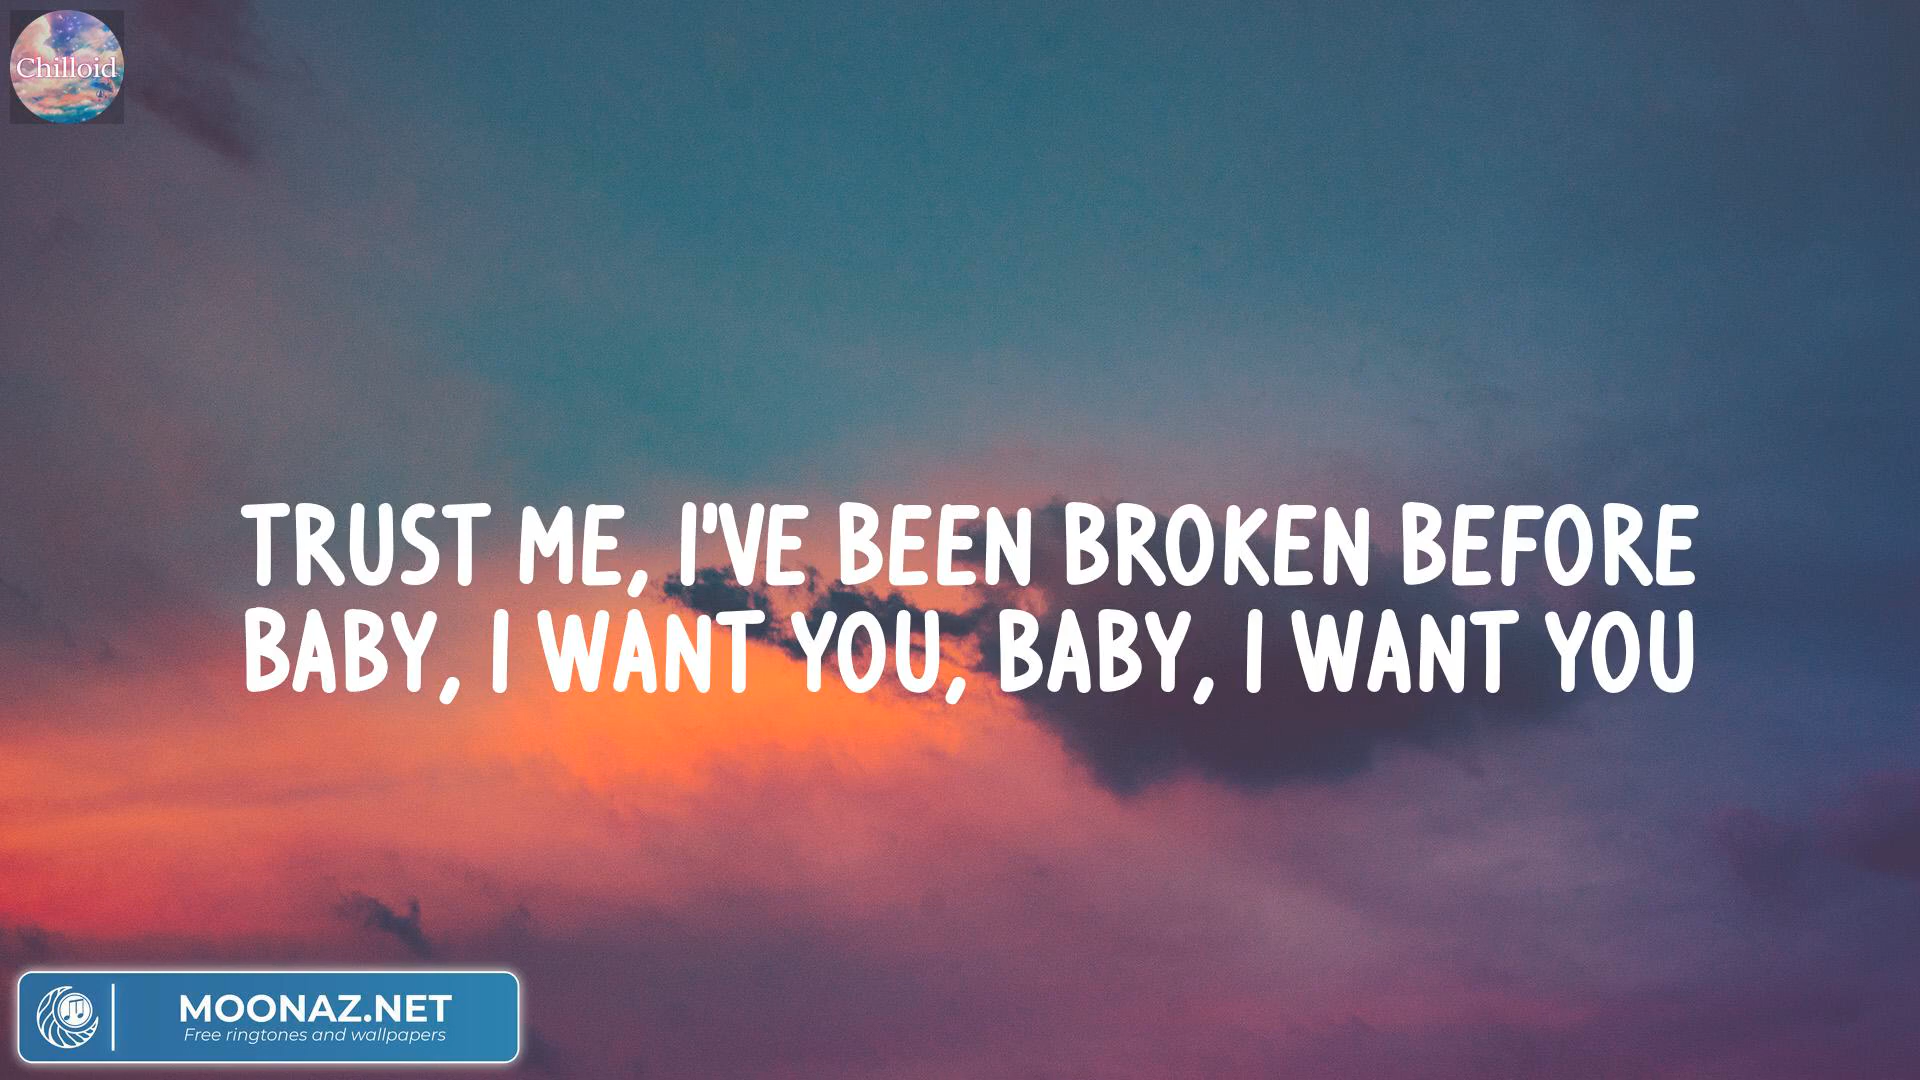 Chilloid
TRUST ME, I'VE BEEN BROKEN BEFORE
BABY, I WANT YOU, BABY, I WANT YOU
MOONAZ.NET
Free ringtones and wallpapers